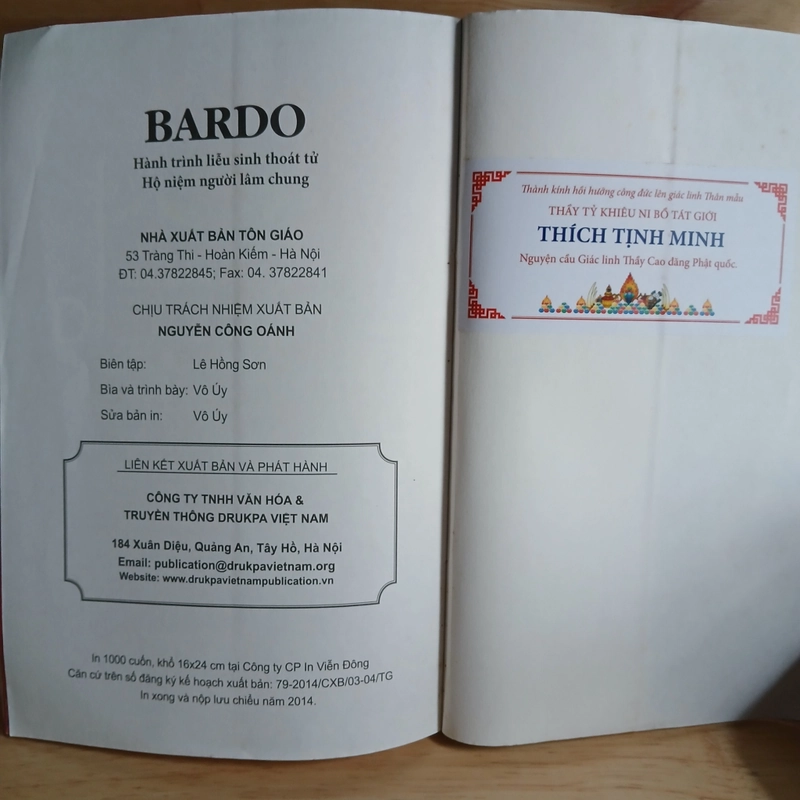 BARDO
Hành trình liễu sinh thoát tử
Hộ niệm người lâm chung
NHÀ XUẤT BẢN TÔN GIÁO
53 Tràng Thi - Hoàn Kiếm - Hà Nội
ĐT: 04.37822845; Fax: 04. 37822841
CHỊU TRÁCH NHIỆM XUẤT BẢN
NGUYỄN CÔNG OÁNH
Biên tập: Lê Hồng Sơn
Bìa và trình bày: Vô Úy
Sửa bản in: Vô Úy
LIÊN KẾT XUẤT BẢN VÀ PHÁT HÀNH
CÔNG TY TNHH VĂN HÓA &
TRUYỀN THÔNG DRUKPA VIỆT NAM
184 Xuân Diệu, Quảng An, Tây Hồ, Hà Nội
Email: publication@drukpavietnam.org
Website: www.drukpavietnampublication.vn
In 1000 cuốn, khổ 16x24 cm tại Công ty CP In Viễn Đông
Căn cứ trên số đăng ký kế hoạch xuất bản: 79-2014/CXB/03-04/TG
In xong và nộp lưu chiểu năm 2014.
Thành kính hồi hướng công đức lên giác linh Thân mẫu
THẦY TỲ KHIÊU NI BỒ TÁT GIỚI
THÍCH TỊNH MINH
Nguyện cầu Giác linh Thầy Cao đăng Phật quốc.